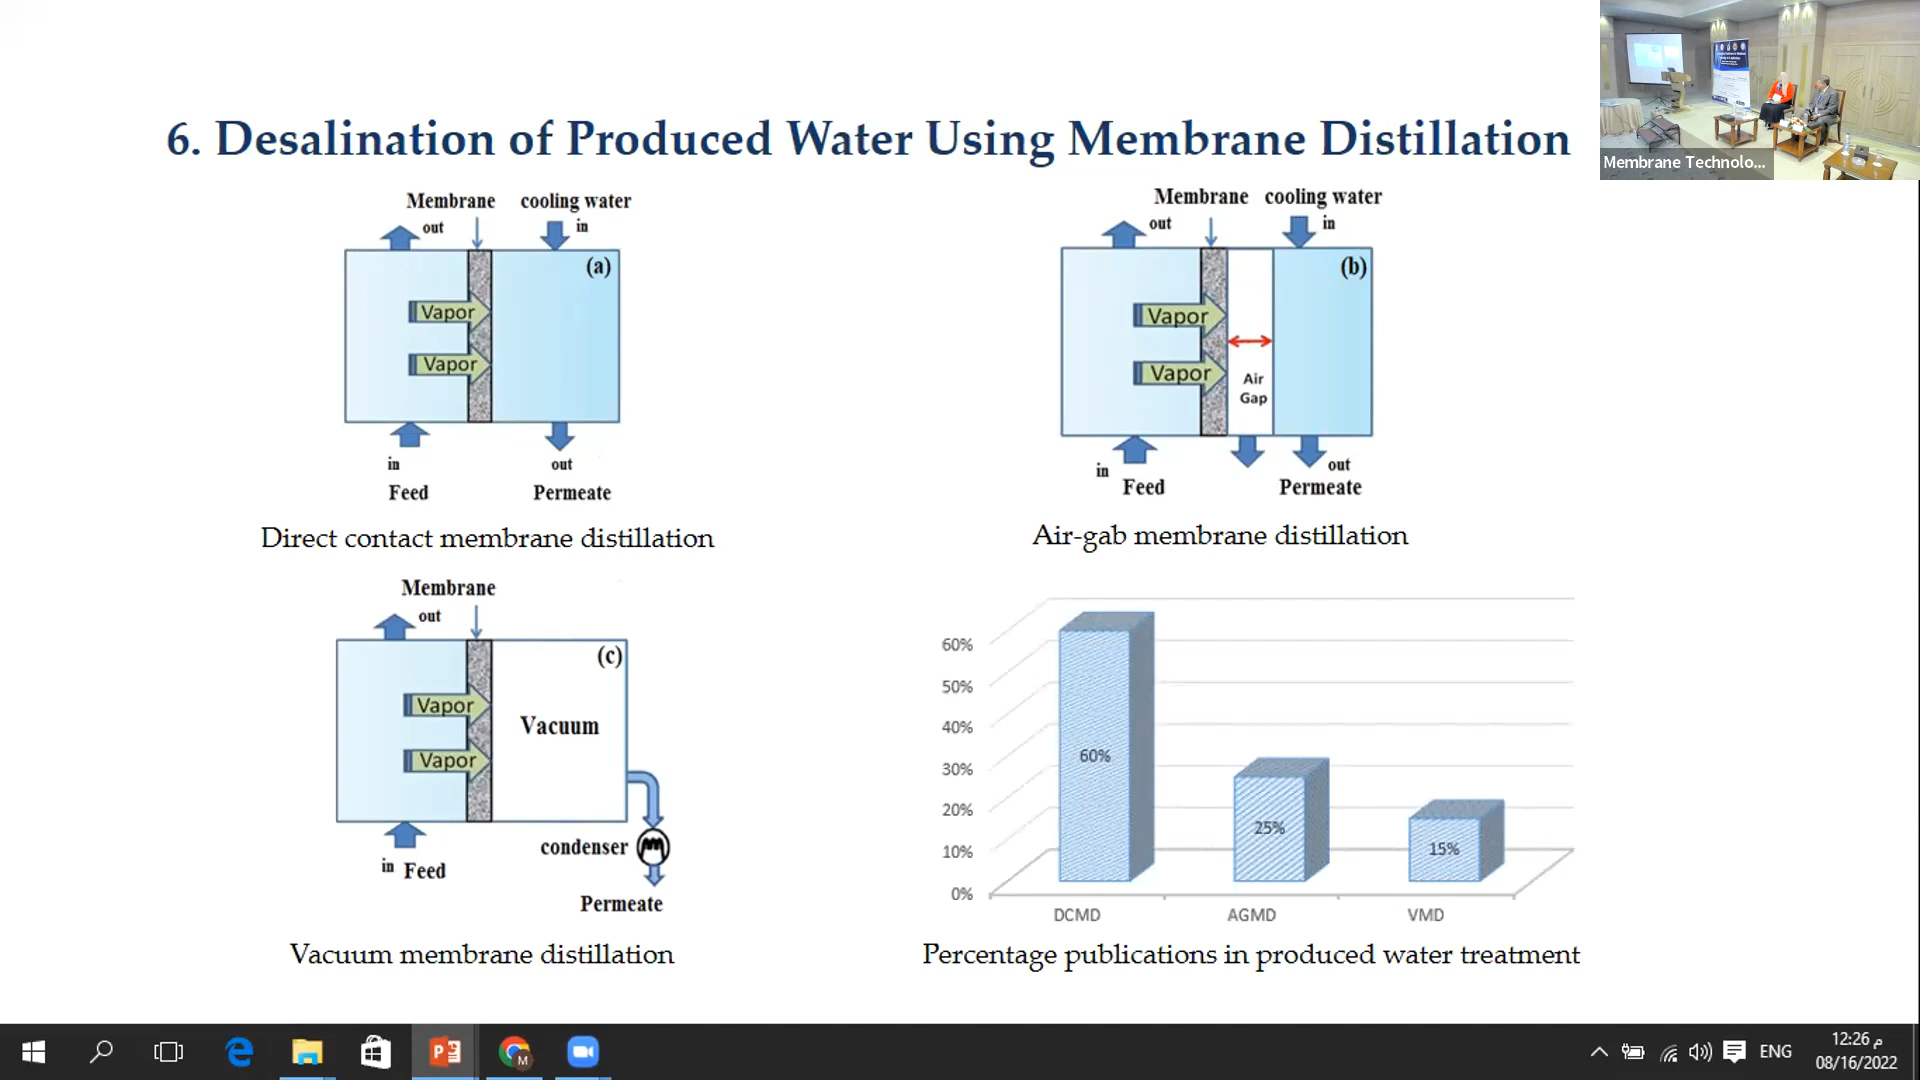 6. Desalination of Produced Water Using Membrane Distillation
Membrane Technolo...
Membrane
cooling water
out
in
(a)
Vapor
Vapor
in
out
Feed
Permeate
Direct contact membrane distillation
Membrane
cooling water
out
in
(b)
Vapor
Vapor
Air
Gap
in
out
Feed
Permeate
Air-gab membrane distillation
Membrane
out
(c)
Vapor
Vacuum
Vapor
condenser
in Feed
Permeate
Vacuum membrane distillation
60%
50%
40%
30%
20%
10%
0%
60%
25%
15%
DCMD
AGMD
VMD
Percentage publications in produced water treatment
ENG
12:26 م
08/16/2022